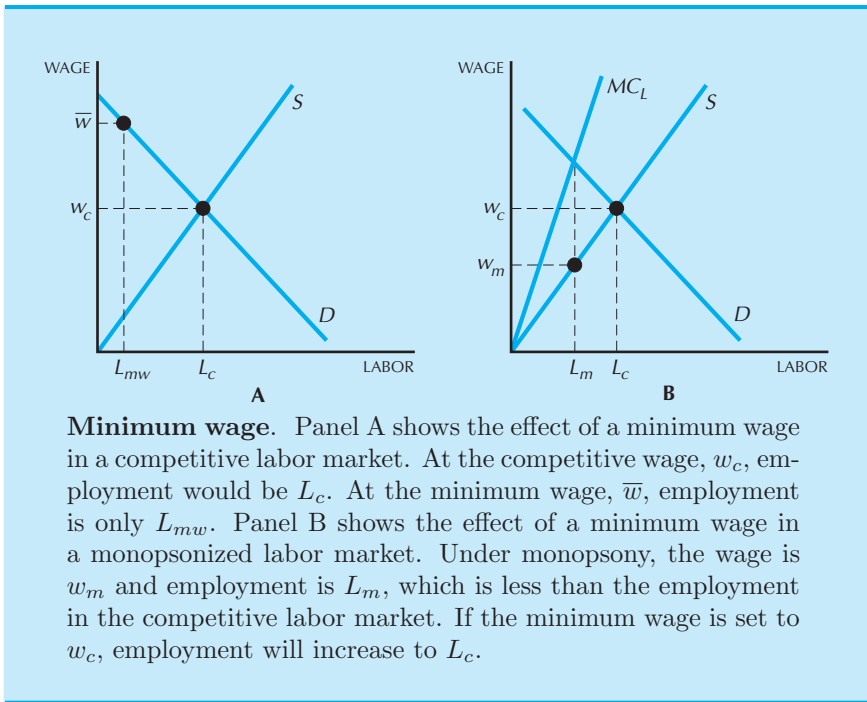 WAGE
w̅
w_c
S
D
L_mw
L_c
LABOR
A
WAGE
MC_L
S
w_c
w_m
D
L_m
L_c
LABOR
B
Minimum wage. Panel A shows the effect of a minimum wage
in a competitive labor market. At the competitive wage, w_c, em-
ployment would be L_c. At the minimum wage, w̅, employment
is only L_mw. Panel B shows the effect of a minimum wage in
a monopsonized labor market. Under monopsony, the wage is
w_m and employment is L_m, which is less than the employment
in the competitive labor market. If the minimum wage is set to
w_c, employment will increase to L_c.